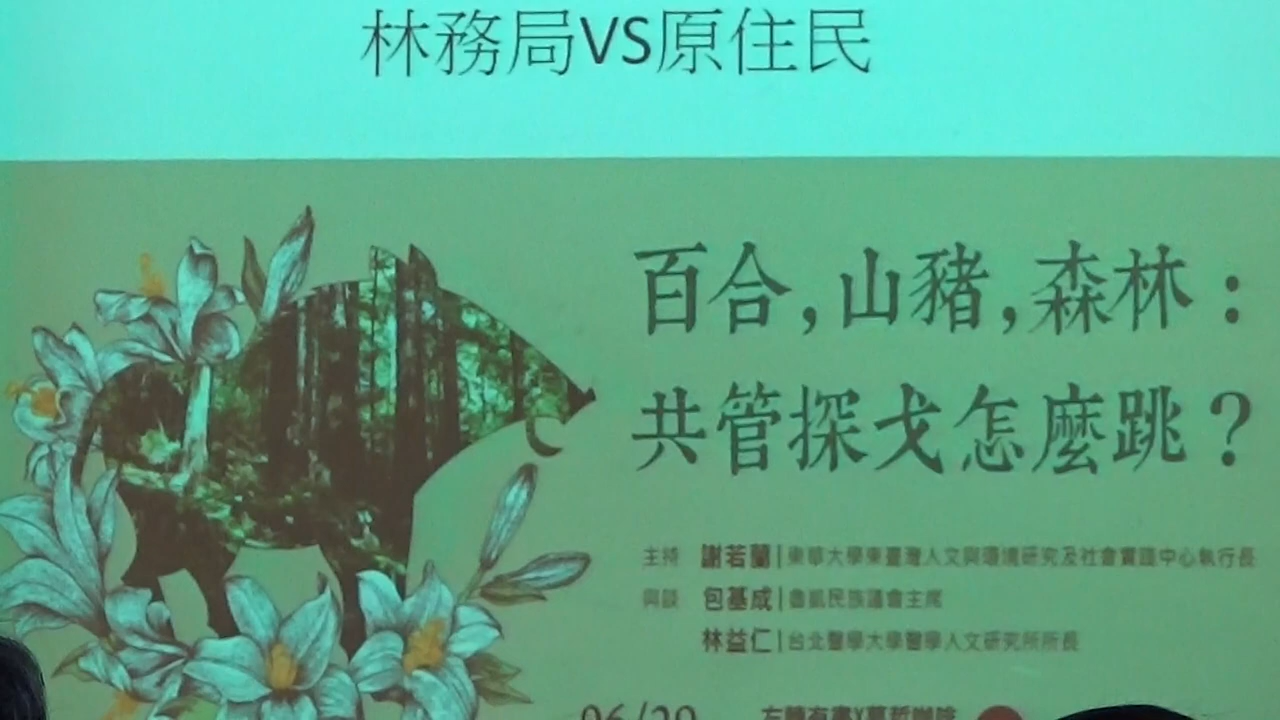 林務局VS原住民
百合,山豬,森林:
共管探戈怎麼跳?
主持 謝若蘭|東華大學東臺灣人文與環境研究及社會實踐中心執行長
與談 包基成|魯凱民族議會主席
林益仁|台北醫學大學醫學人文研究所所長
06/29